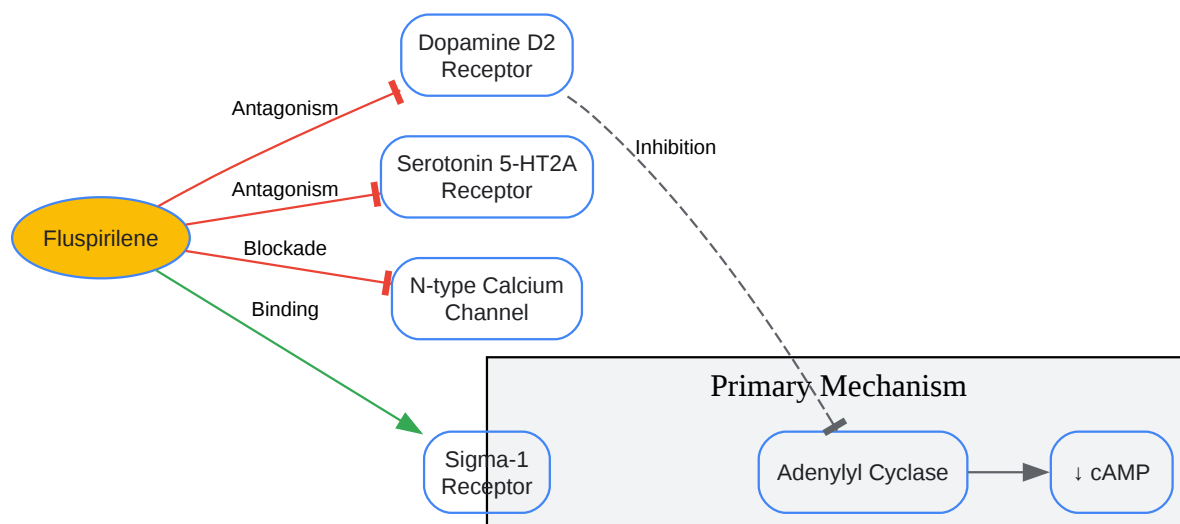 Dopamine D2
Receptor
Antagonism
Inhibition
Serotonin 5-HT2A
Receptor
Antagonism
Fluspirilene
Blockade
N-type Calcium
Channel
Binding
Primary Mechanism
Sigma-1
Receptor
Adenylyl Cyclase
↓ cAMP